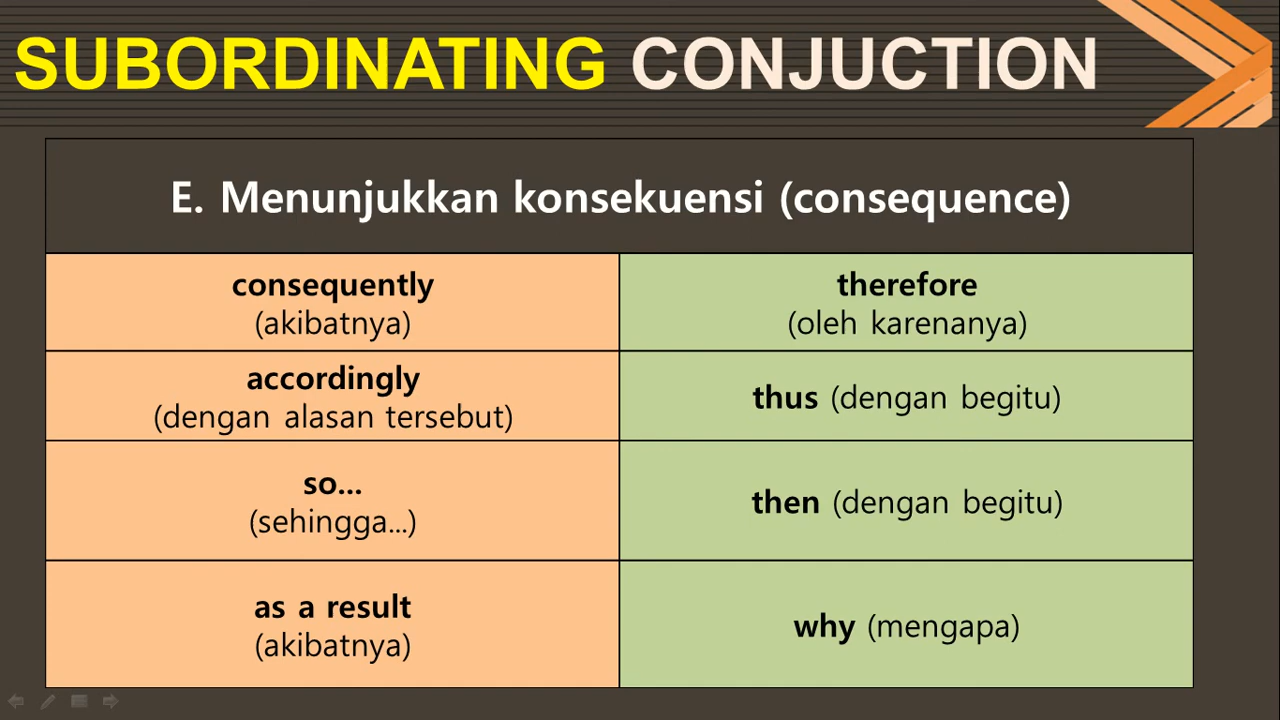 SUBORDINATING CONJUCTION
E. Menunjukkan konsekuensi (consequence)
consequently
(akibatnya)
therefore
(oleh karenanya)
accordingly
(dengan alasan tersebut)
thus (dengan begitu)
so...
(sehingga...)
then (dengan begitu)
as a result
(akibatnya)
why (mengapa)